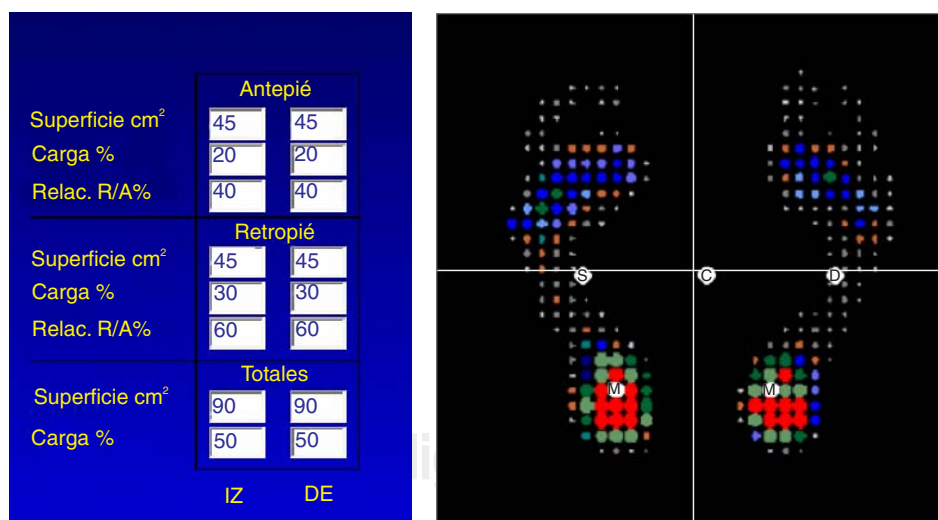 Antepié
Superficie cm² 45 45
Carga % 20 20
Relac. R/A% 40 40
Retropié
Superficie cm² 45 45
Carga % 30 30
Relac. R/A% 60 60
Totales
Superficie cm² 90 90
Carga % 50 50
IZ DE
S C D
M M